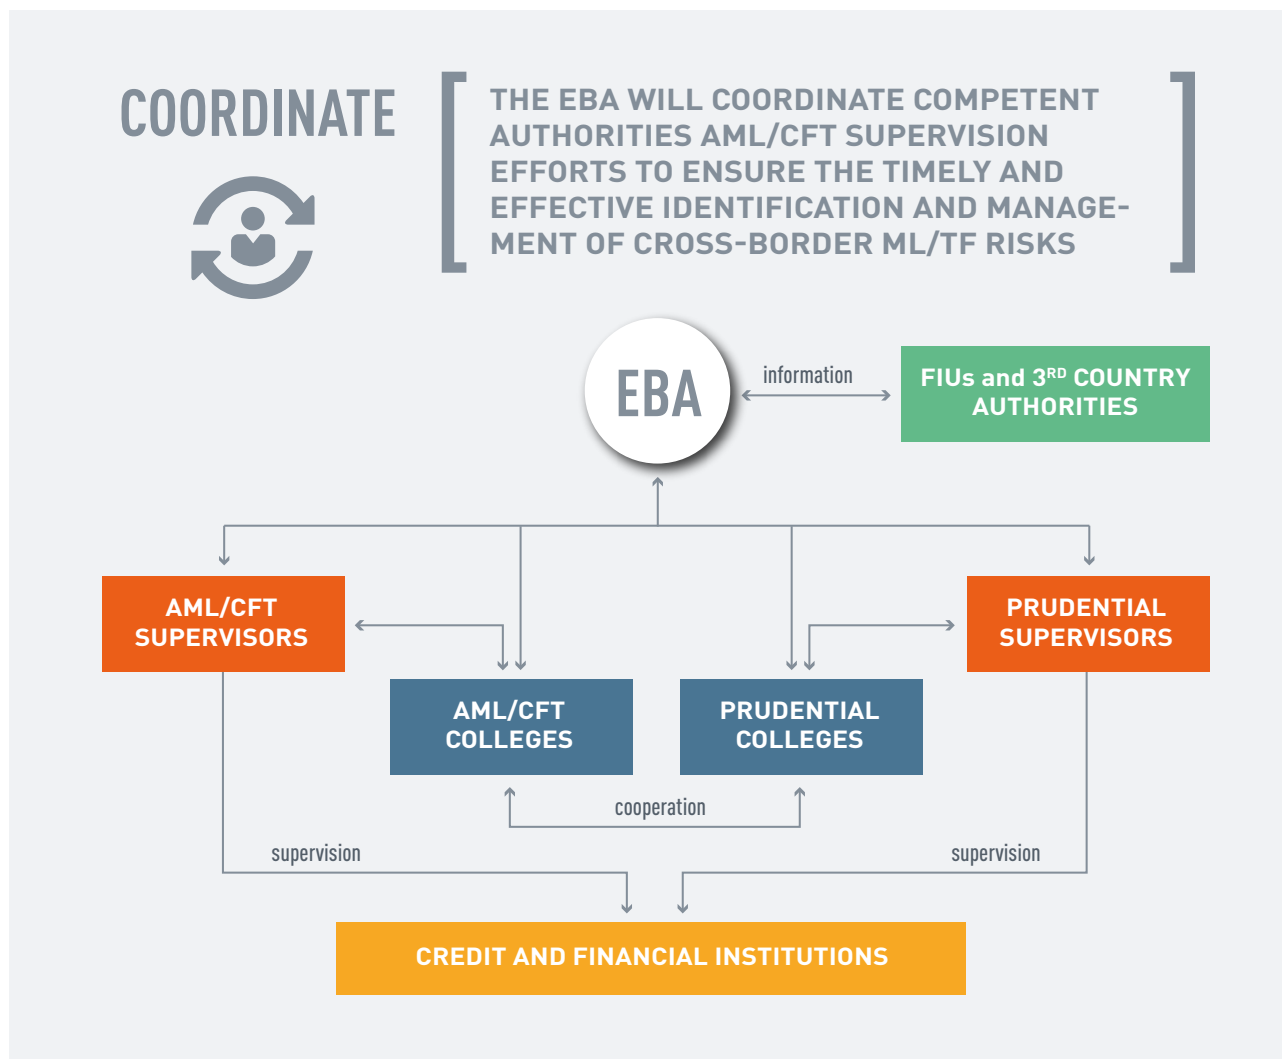 COORDINATE
THE EBA WILL COORDINATE COMPETENT
AUTHORITIES AML/CFT SUPERVISION
EFFORTS TO ENSURE THE TIMELY AND
EFFECTIVE IDENTIFICATION AND MANAGE-
MENT OF CROSS-BORDER ML/TF RISKS
EBA
information
FIUs and 3RD COUNTRY
AUTHORITIES
AML/CFT
SUPERVISORS
PRUDENTIAL
SUPERVISORS
AML/CFT
COLLEGES
PRUDENTIAL
COLLEGES
cooperation
supervision
supervision
CREDIT AND FINANCIAL INSTITUTIONS